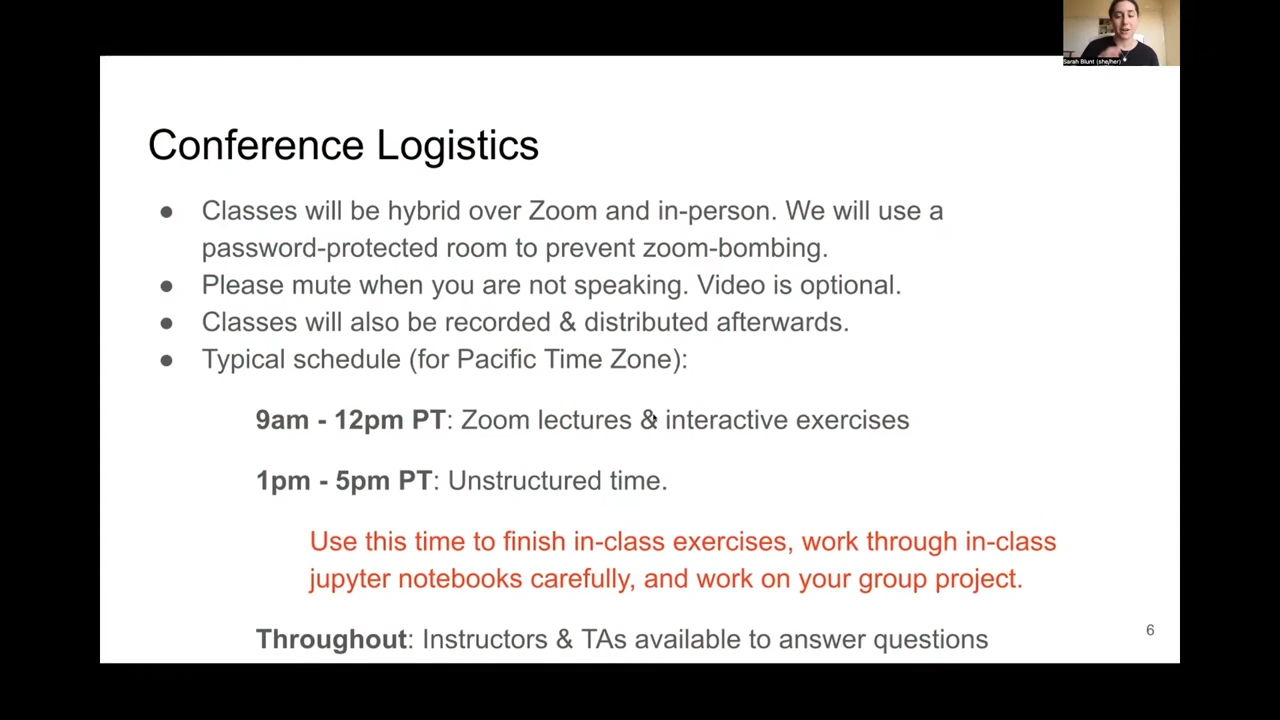 Sarah Blunt (she/her)
Conference Logistics
● Classes will be hybrid over Zoom and in-person. We will use a
password-protected room to prevent zoom-bombing.
● Please mute when you are not speaking. Video is optional.
● Classes will also be recorded & distributed afterwards.
● Typical schedule (for Pacific Time Zone):
9am - 12pm PT: Zoom lectures & interactive exercises
1pm - 5pm PT: Unstructured time.
Use this time to finish in-class exercises, work through in-class
jupyter notebooks carefully, and work on your group project.
Throughout: Instructors & TAs available to answer questions
6